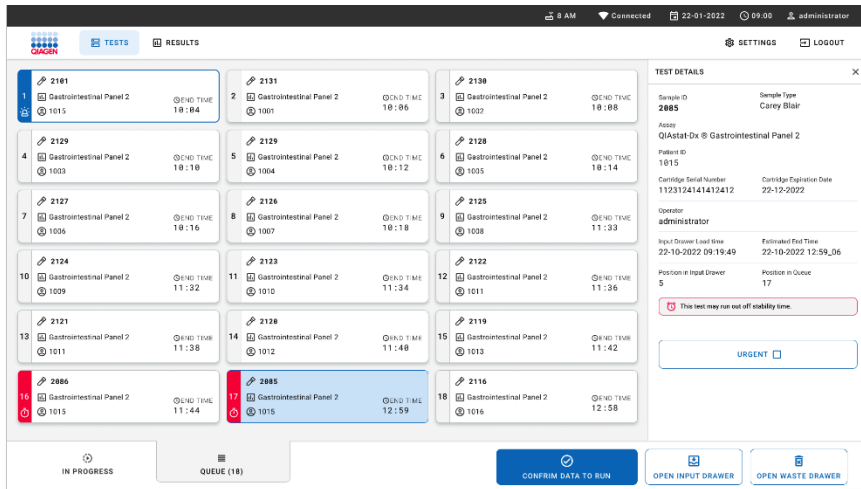 8 AM Connected 22-01-2022 09:00 administrator
QIAGEN TESTS RESULTS SETTINGS LOGOUT
1 2101 Gastrointestinal Panel 2 1015 END TIME 10:04
2 2131 Gastrointestinal Panel 2 1001 END TIME 10:06
3 2130 Gastrointestinal Panel 2 1002 END TIME 10:08
4 2129 Gastrointestinal Panel 2 1003 END TIME 10:10
5 2129 Gastrointestinal Panel 2 1004 END TIME 10:12
6 2128 Gastrointestinal Panel 2 1005 END TIME 10:14
7 2127 Gastrointestinal Panel 2 1006 END TIME 10:16
8 2126 Gastrointestinal Panel 2 1007 END TIME 10:18
9 2125 Gastrointestinal Panel 2 1008 END TIME 11:33
10 2124 Gastrointestinal Panel 2 1009 END TIME 11:32
11 2123 Gastrointestinal Panel 2 1010 END TIME 11:34
12 2122 Gastrointestinal Panel 2 1011 END TIME 11:36
13 2121 Gastrointestinal Panel 2 1011 END TIME 11:38
14 2120 Gastrointestinal Panel 2 1012 END TIME 11:40
15 2119 Gastrointestinal Panel 2 1013 END TIME 11:42
16 2086 Gastrointestinal Panel 2 1015 END TIME 11:44
17 2085 Gastrointestinal Panel 2 1015 END TIME 12:59
18 2116 Gastrointestinal Panel 2 1016 END TIME 12:58
TEST DETAILS
Sample ID Sample Type
2085 Carey Blair
Assay
QIAstat-Dx ® Gastrointestinal Panel 2
Patient ID
1015
Cartridge Serial Number Cartridge Expiration Date
1123124141412412 22-12-2022
Operator
administrator
Input Drawer Load time Estimated End Time
22-10-2022 09:19:49 22-10-2022 12:59_06
Position in Input Drawer Position in Queue
5 17
This test may run out off stability time.
URGENT
IN PROGRESS QUEUE (18) CONFRIM DATA TO RUN OPEN INPUT DRAWER OPEN WASTE DRAWER